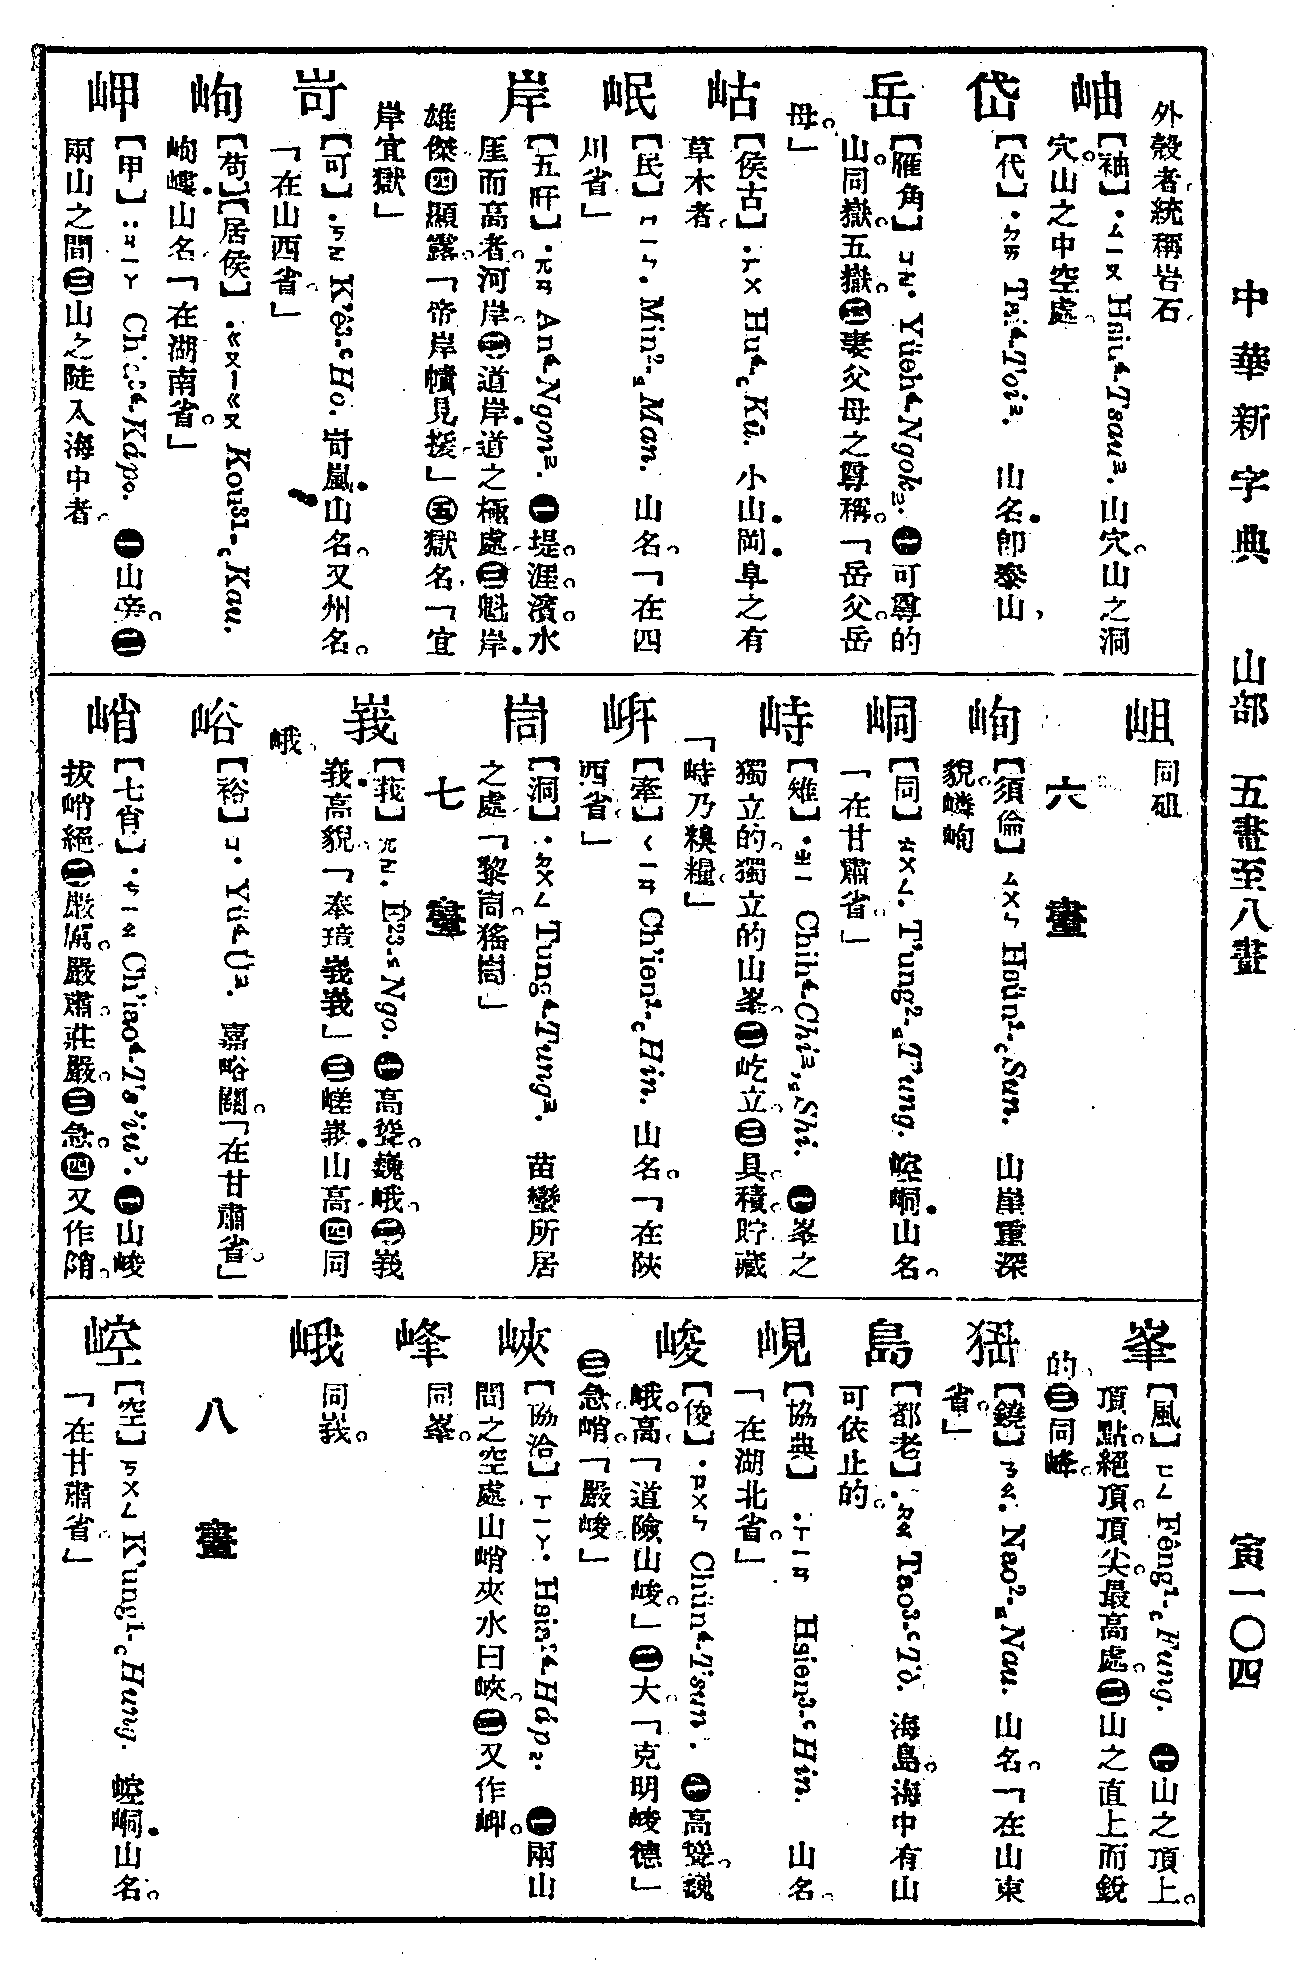 中華新字典 山部 五畫至八畫 寅一〇四
外殼者統稱岩石
岫
【袖】·ㄙㄧㄡ Hsiu⁴-Tsau². 山穴山之洞
穴。山之中空處。
岱
【代】·ㄉㄞ Tai⁴-Toi². 山名即泰山
岳
【雁角】ㄩㄝ· Yüeh⁴-Ngok₂. ㊀可尊的
山。同嶽五嶽。㊁妻父母之尊稱。「岳父岳
母。」
岵
【侯古】·ㄏㄨ Hu⁴-Kú. 小山岡阜之有
草木者。
岷
【民】ㄇㄧㄣ. Min²-Man. 山名。「在四
川省」
岸
【五旰】·ㄫㄢ An⁴-Ngon². ㊀堤。涯。濱。水
厓而高者。河岸。㊁道岸道之極處。㊂魁岸
雄傑㊃顯露。「帝岸幘見援」㊄獄名「宜
岸宜獄」
岢
【可】·ㄎㄜ K'ê³-Ho. 岢嵐山名。又州名。
「在山西省。」
岣
【苟】【居侯】·ㄍㄡ—ㄍㄡ Kou³¹-Kau.
岣嶁山名「在湖南省。」
岬
【甲】:ㄐㄧㄚ Chia³⁴-Káp. ㊀山旁。㊁
兩山之間㊂山之陡入海中者。
岨
同砠
六 畫
峋
【須倫】ㄙㄨㄣ Hsün¹-Sun. 山崖重深
貌嶙峋
峒
【同】ㄊㄨㄥ. T'ung²-T'ung. 崆峒山名。
「在甘肅省。」
峙
【雉】·ㄓㄧ Chih⁴-Chi², Shi. ㊀峯之
獨立的獨立的山峯。㊁屹立。㊂具。積。貯藏
「峙乃糗糧。」
岍
【牽】ㄑㄧㄢ Ch'ien¹-Hin. 山名。「在陝
西省。」
峝
【洞】·ㄉㄨㄥ Tung⁴-Tung². 苗蠻所居
之處「黎峝猺峝」
七 畫
峩
【莪】ㄫㄜ. Ê²³-Ngo. ㊀高聳。巍峨。㊁峩
峩高貌「奉璋峩峩」㊂嵯峩山高㊃同
峨
峪
【裕】ㄩ· Yü⁴-Ü². 嘉峪關。「在甘肅省。」
峭
【七肖】·ㄑㄧㄠ Ch'iao⁴-Ts'iu². ㊀山峻
拔峭絕。㊁嚴厲。嚴肅。莊嚴。㊂急。㊃又作陗。
峯
【風】ㄈㄥ Fêng¹-Fung. ㊀山之頂上。
頂點。絕頂。頂尖。最高處。㊁山之直上而銳
的。㊂同峰。
峱
【鐃】ㄋㄠ. Nao²-Nau. 山名。「在山東
省。」
島
【都老】·ㄉㄠ Tao³-Tò. 海島。海中有山
可依止的。
峴
【協典】·ㄒㄧㄢ Hsien³-Hin. 山名。
「在湖北省。」
峻
【俊】·ㄗㄨㄣ Chün⁴-Tsun. ㊀高聳。巍
峨。高「道險山峻。」㊁大。「克明峻德」
㊂急。峭。「嚴峻」
峽
【協洽】ㄒㄧㄚ· Hsia²⁴-Háp₂. ㊀兩山
間之空處山峭夾水曰峽。㊁又作岬。
峰
同峯。
峨
同峩。
八 畫
崆
【空】ㄎㄨㄥ K'ung¹-Hung. 崆峒山名。
「在甘肅省。」